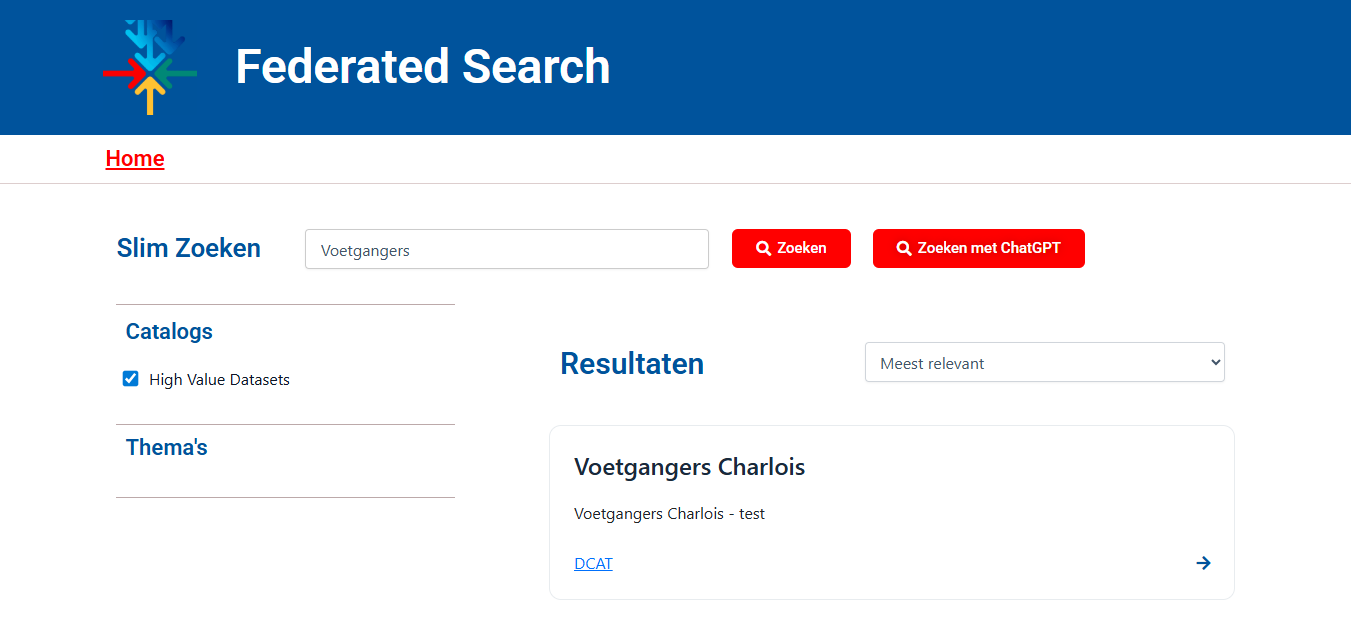 Federated Search
Home
Slim Zoeken
Voetgangers
Zoeken
Zoeken met ChatGPT
Catalogs
High Value Datasets
Thema's
Resultaten
Meest relevant
Voetgangers Charlois
Voetgangers Charlois - test
DCAT